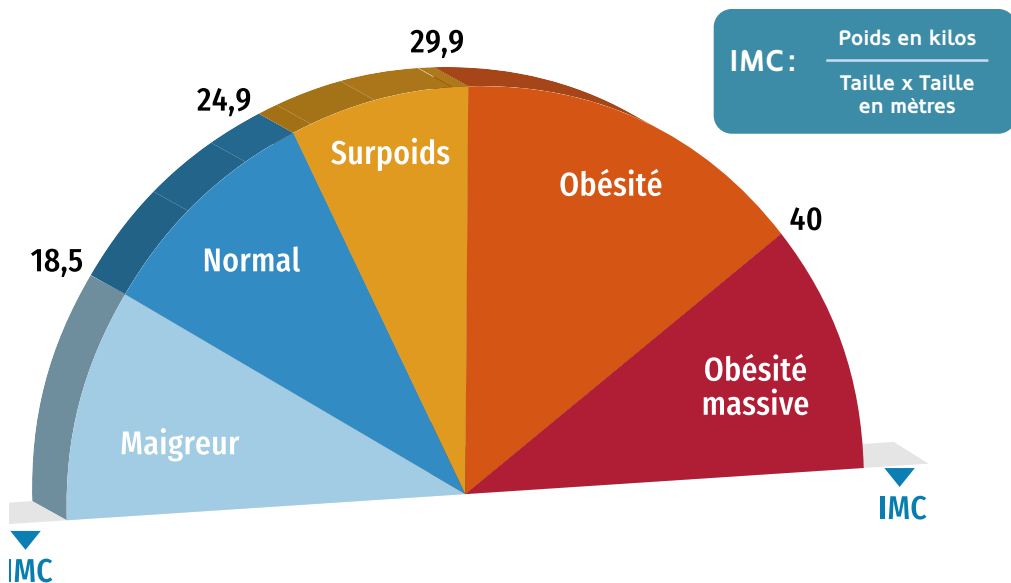 29,9
IMC :
Poids en kilos
Taille x Taille
en mètres
24,9
Surpoids
Obésité
40
18,5
Normal
Obésité
massive
Maigreur
IMC
IMC